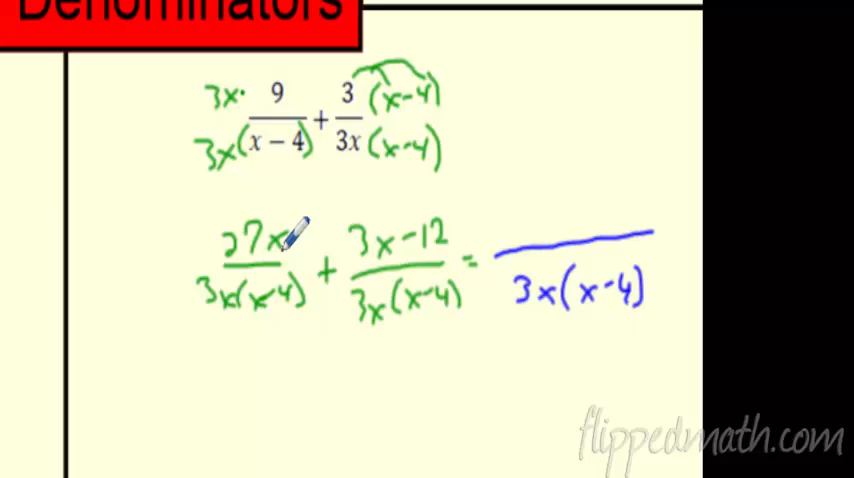 Denominators
3x · 9/(x − 4) + 3/3x (x-4)
3x(x − 4) (x-4)
27x/3x(x-4) + 3x-12/3x(x-4) = /3x(x-4)
flippedmath.com